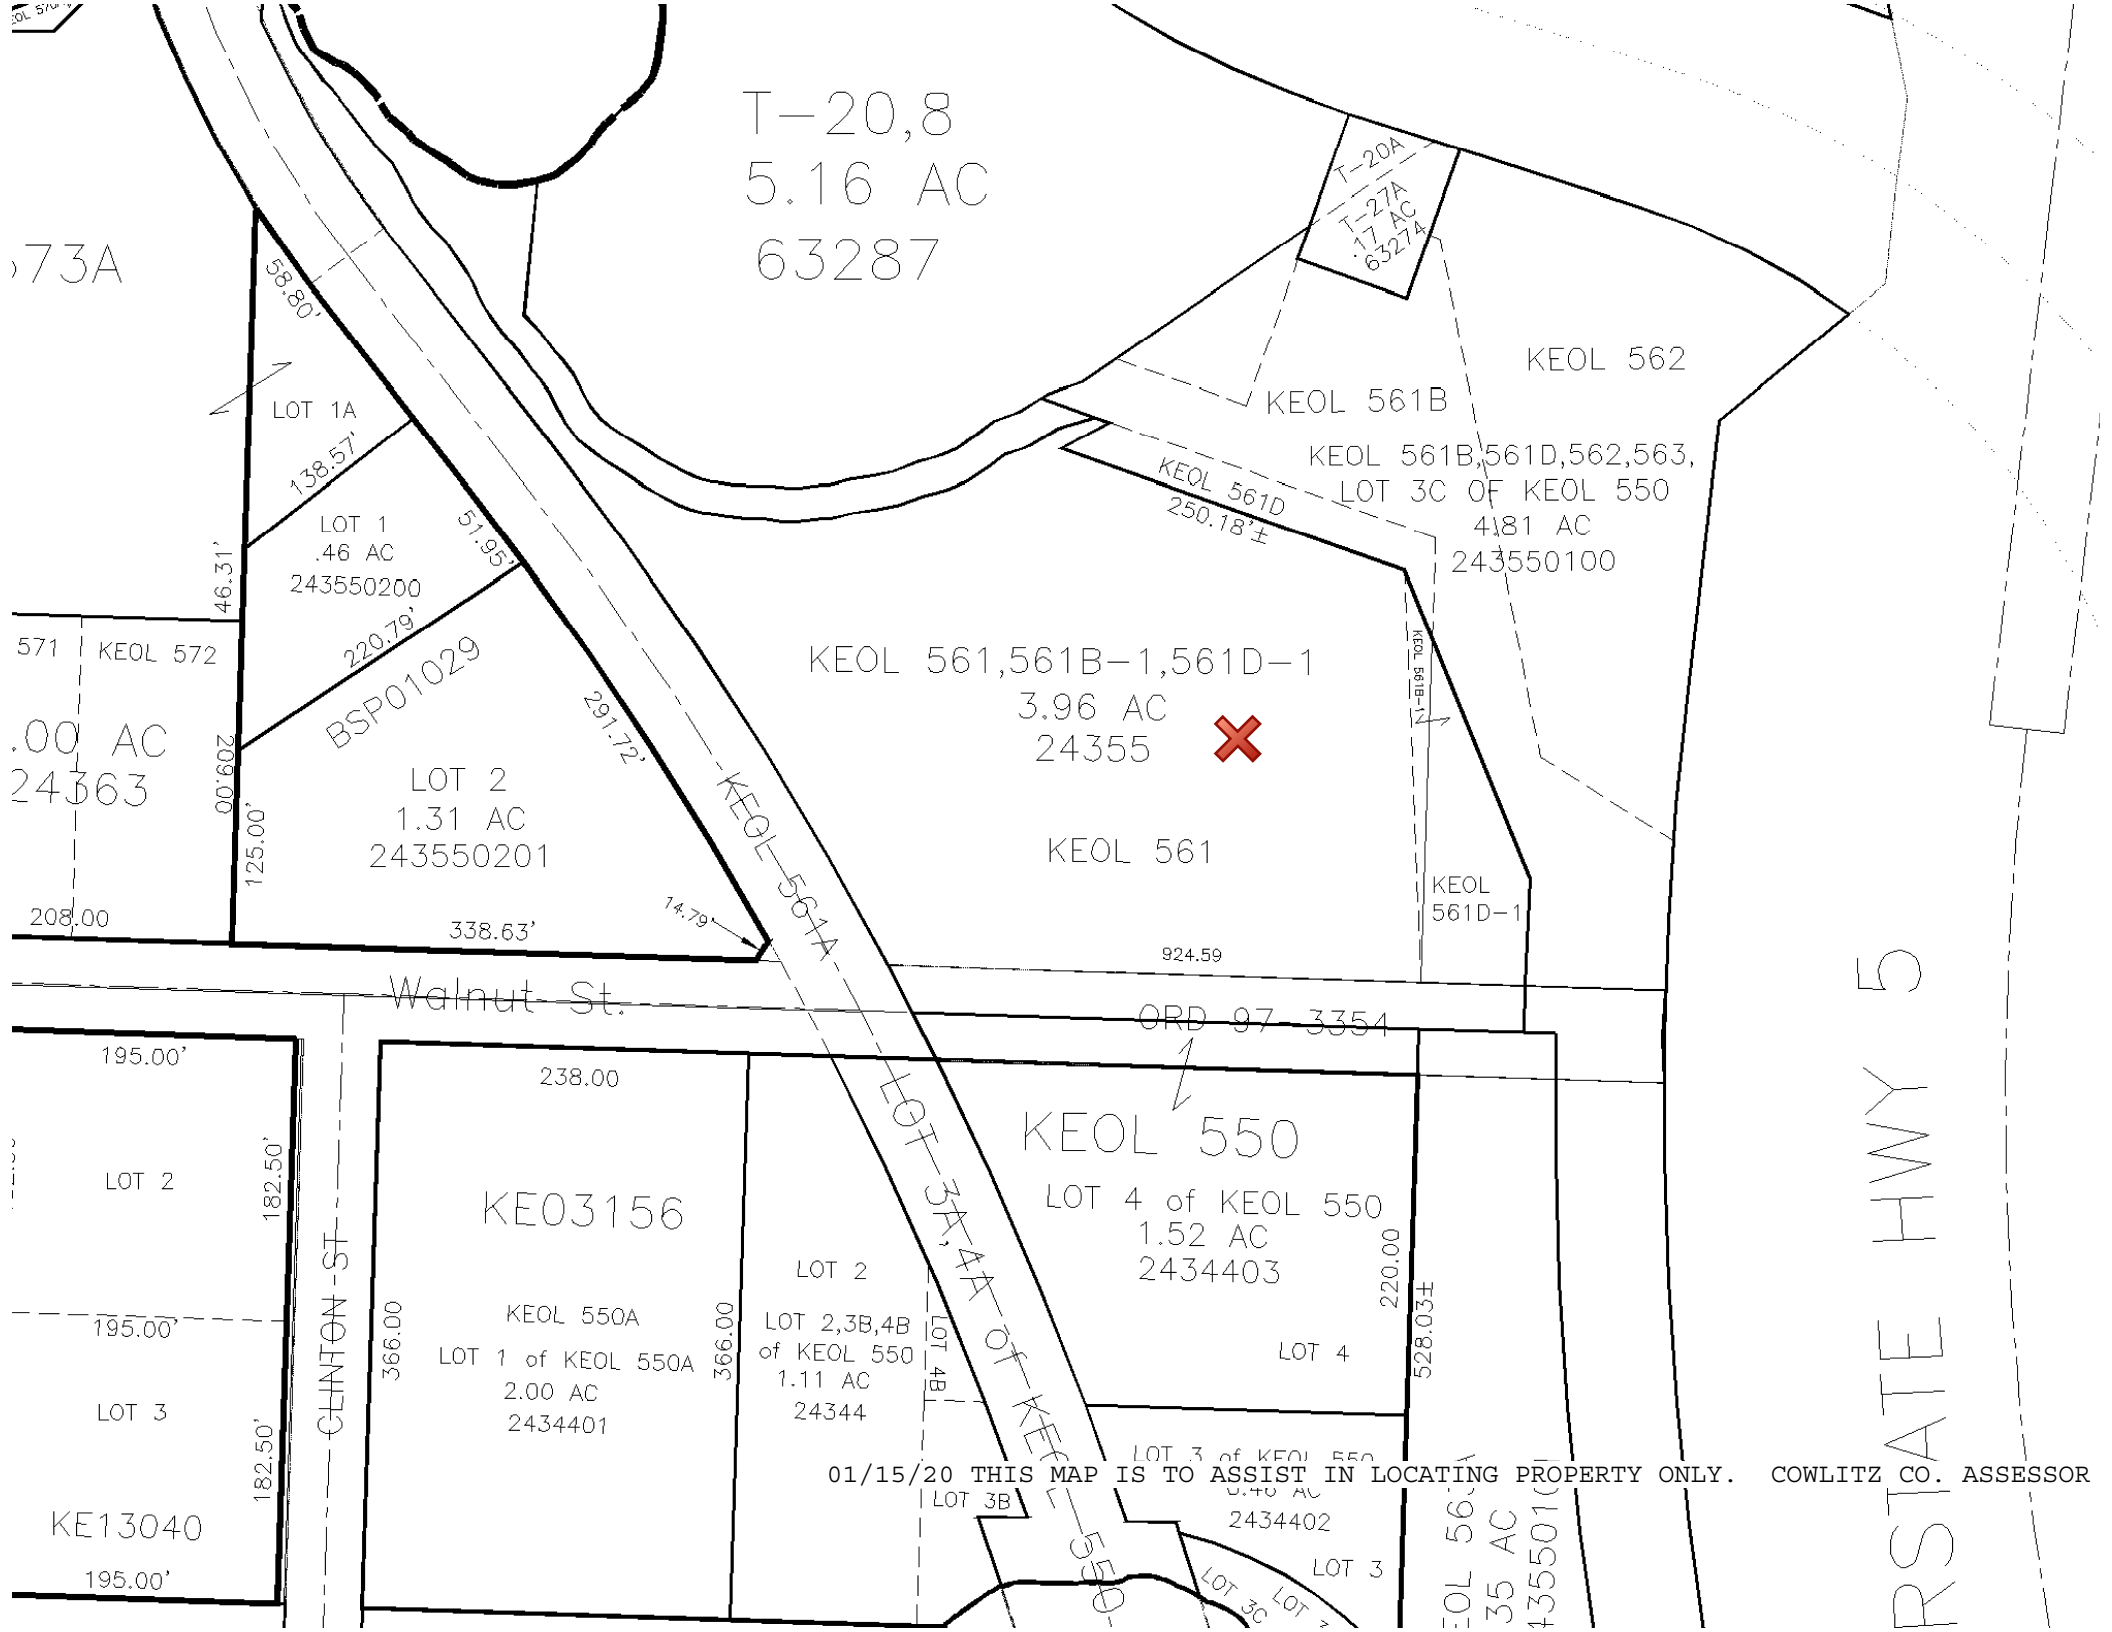 T-20,8
5.16 AC
63287
T-20A
T-27A
.17 AC
63274
573A
58.80'
LOT 1A
138.57'
LOT 1
.46 AC
243550200
51.95'
46.31'
220.79'
BSP01029
291.72'
571
KEOL 572
.00 AC
24363
209.00
125.00'
208.00
LOT 2
1.31 AC
243550201
338.63'
14.79'
KEOL 562
KEOL 561B
KEOL 561B,561D,562,563,
LOT 3C OF KEOL 550
4.81 AC
243550100
KEOL 561D
250.18'±
KEOL 561B-1
KEOL 561,561B-1,561D-1
3.96 AC
24355
KEOL 561
KEOL
561D-1
924.59
KEOL 561A
LOT 3A,4A OF KEOL 550
Walnut St.
ORD 97-3354
195.00'
LOT 2
182.50'
195.00'
LOT 3
182.50'
KE13040
195.00'
CLINTON ST
238.00
KE03156
KEOL 550A
LOT 1 of KEOL 550A
2.00 AC
2434401
366.00
366.00
LOT 2
LOT 2,3B,4B
of KEOL 550
1.11 AC
24344
LOT 4B
LOT 3B
KEOL 550
LOT 4 of KEOL 550
1.52 AC
2434403
220.00
528.03±
LOT 4
LOT 3 of KEOL 550
2434402
LOT 3
LOT 3C
35 AC
INTERSTATE HWY 5
01/15/20 THIS MAP IS TO ASSIST IN LOCATING PROPERTY ONLY. COWLITZ CO. ASSESSOR